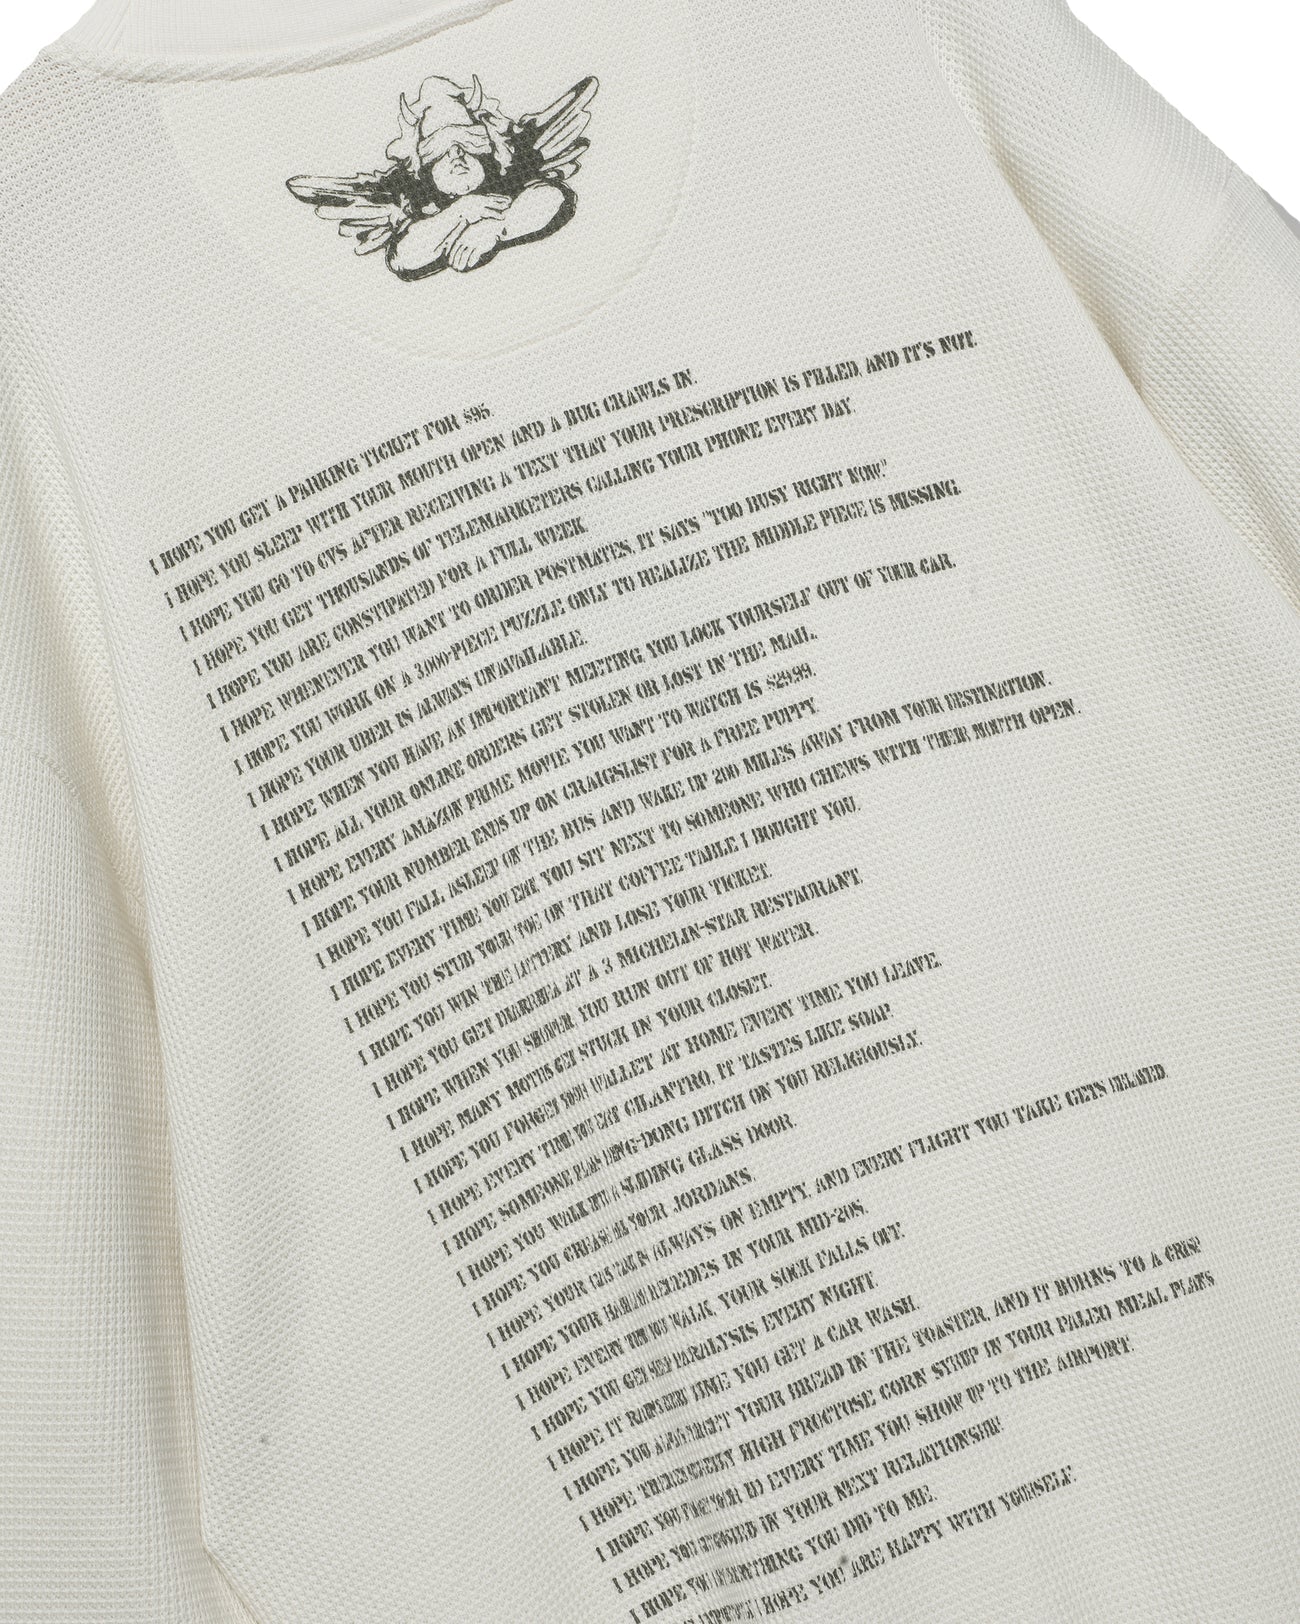 I HOPE YOU GET A PARKING TICKET FOR $95.
I HOPE YOU SLEEP WITH YOUR MOUTH OPEN AND A BUG CRAWLS IN.
I HOPE YOU GO TO CVS AFTER RECEIVING A TEXT THAT YOUR PRESCRIPTION IS FILLED, AND IT'S NOT.
I HOPE YOU GET THOUSANDS OF TELEMARKETERS CALLING YOUR PHONE EVERY DAY.
I HOPE YOU ARE CONSTIPATED FOR A FULL WEEK.
I HOPE WHENEVER YOU WANT TO ORDER POSTMATES, IT SAYS "TOO BUSY RIGHT NOW."
I HOPE YOU WORK ON A 3,000-PIECE PUZZLE ONLY TO REALIZE THE MIDDLE PIECE IS MISSING.
I HOPE YOUR UBER IS ALWAYS UNAVAILABLE.
I HOPE WHEN YOU HAVE AN IMPORTANT MEETING, YOU LOCK YOURSELF OUT OF YOUR CAR.
I HOPE ALL YOUR ONLINE ORDERS GET STOLEN OR LOST IN THE MAIL.
I HOPE EVERY AMAZON PRIME MOVIE YOU WANT TO WATCH IS $29.99.
I HOPE YOUR NUMBER ENDS UP ON CRAIGSLIST FOR A FREE PUPPY.
I HOPE YOU FALL ASLEEP ON THE BUS AND WAKE UP 200 MILES AWAY FROM YOUR DESTINATION.
I HOPE EVERY TIME YOU EAT, YOU SIT NEXT TO SOMEONE WHO CHEWS WITH THEIR MOUTH OPEN.
I HOPE YOU STUB YOUR TOE ON THAT COFFEE TABLE I BOUGHT YOU.
I HOPE YOU WIN THE LOTTERY AND LOSE YOUR TICKET.
I HOPE YOU GET DIARRHEA AT A 3 MICHELIN-STAR RESTAURANT.
I HOPE WHEN YOU SHOWER, YOU RUN OUT OF HOT WATER.
I HOPE MANY MOTHS GET STUCK IN YOUR CLOSET.
I HOPE YOU FORGET YOUR WALLET AT HOME EVERY TIME YOU LEAVE.
I HOPE EVERY TIME YOU EAT CILANTRO, IT TASTES LIKE SOAP.
I HOPE SOMEONE PLAYS DING-DONG DITCH ON YOU RELIGIOUSLY.
I HOPE YOU WALK INTO A SLIDING GLASS DOOR.
I HOPE YOU CREASE ALL YOUR JORDANS.
I HOPE YOUR GAS TANK IS ALWAYS ON EMPTY, AND EVERY FLIGHT YOU TAKE GETS DELAYED.
I HOPE YOUR HAIRLINE RECEDES IN YOUR MID-20S.
I HOPE EVERY TIME YOU WALK, YOUR SOCK FALLS OFF.
I HOPE YOU GET SLEEP PARALYSIS EVERY NIGHT.
I HOPE IT RAINS EVERY TIME YOU GET A CAR WASH.
I HOPE YOU ALWAYS FORGET YOUR BREAD IN THE TOASTER, AND IT BURNS TO A CRISP
I HOPE THERE'S SECRETLY HIGH FRUCTOSE CORN SYRUP IN YOUR PALEO MEAL PLANS
I HOPE YOU FORGET YOUR ID EVERY TIME YOU SHOW UP TO THE AIRPORT.
I HOPE YOU IN YOUR NEXT RELATIONSHIP.
I HOPE YOU YOU DID TO ME.
I HOPE YOU ARE HAPPY WITH YOURSELF.